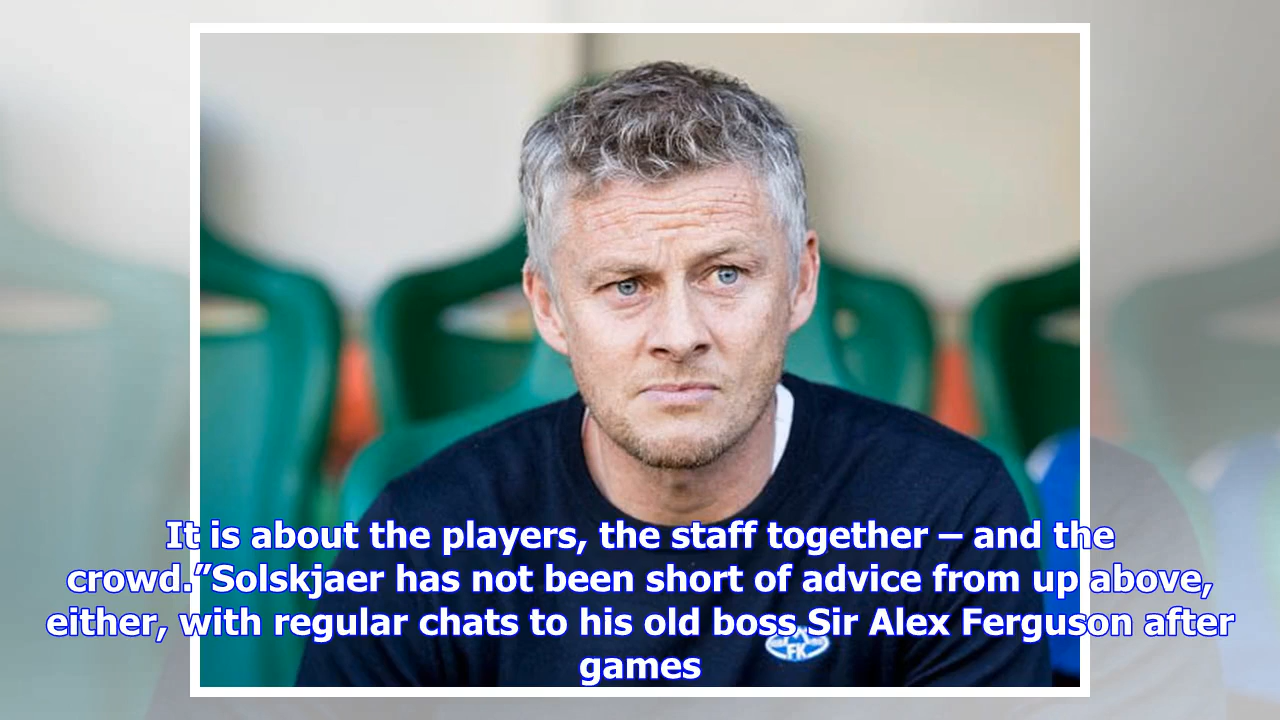 It is about the players, the staff together – and the
crowd.”Solskjaer has not been short of advice from up above,
either, with regular chats to his old boss Sir Alex Ferguson after
games
FK